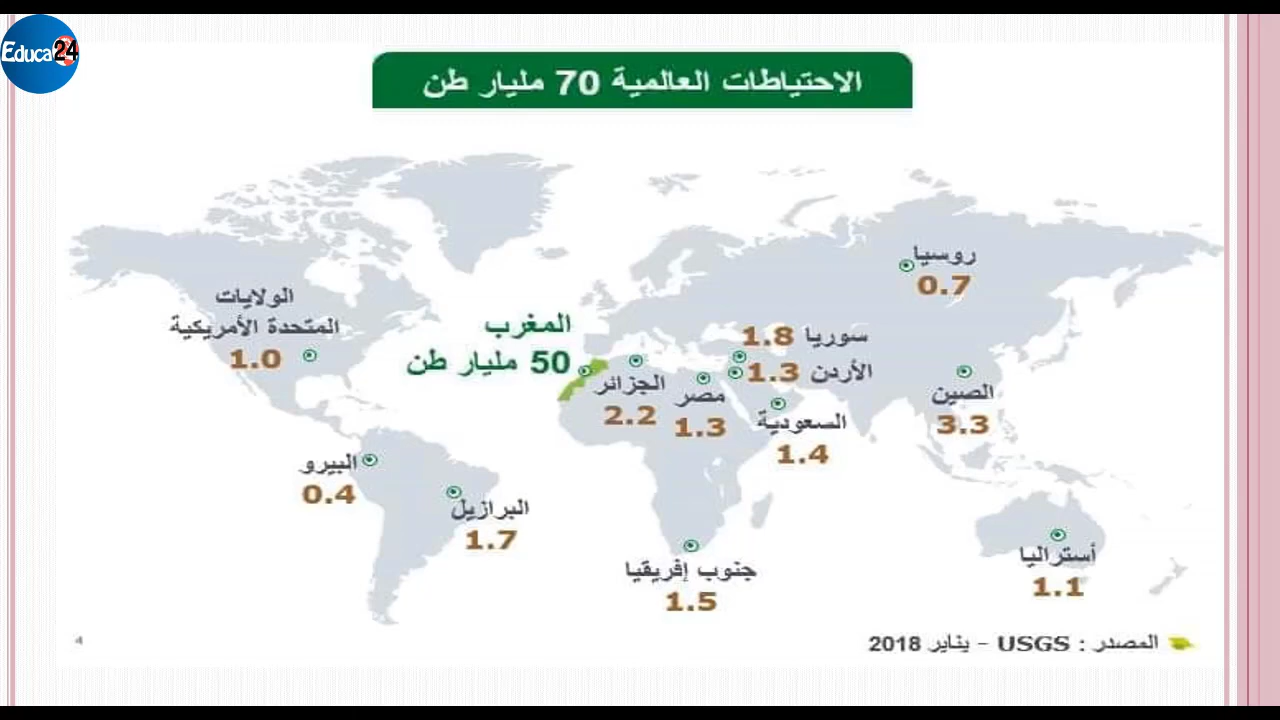 Educa24
الاحتياطات العالمية 70 مليار طن
روسيا
0.7
الولايات
المتحدة الأمريكية
1.0
المغرب
50 مليار طن
سوريا 1.8
الأردن 1.3
الجزائر
2.2
مصر
1.3
السعودية
1.4
الصين
3.3
البيرو
0.4
البرازيل
1.7
جنوب إفريقيا
1.5
أستراليا
1.1
المصدر : USGS - يناير 2018
4